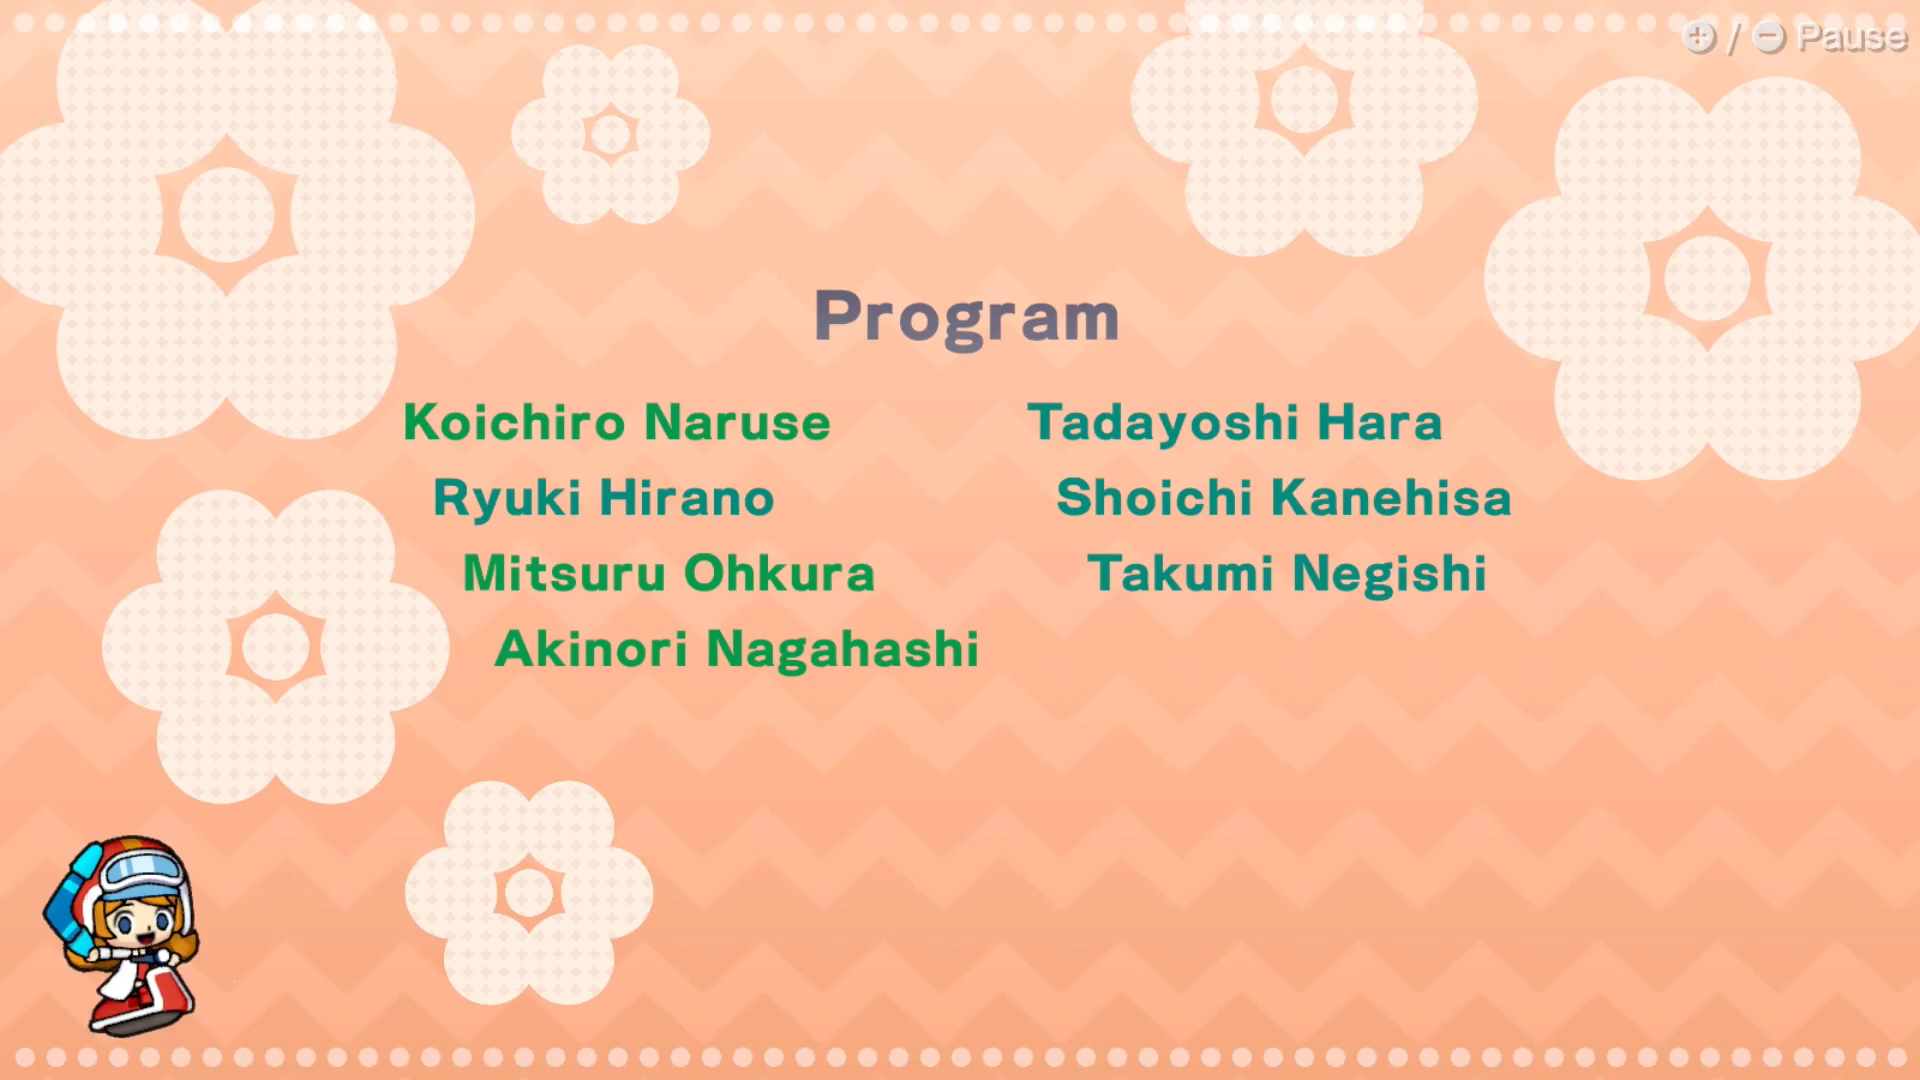 + / - Pause
Program
Koichiro Naruse
Tadayoshi Hara
Ryuki Hirano
Shoichi Kanehisa
Mitsuru Ohkura
Takumi Negishi
Akinori Nagahashi